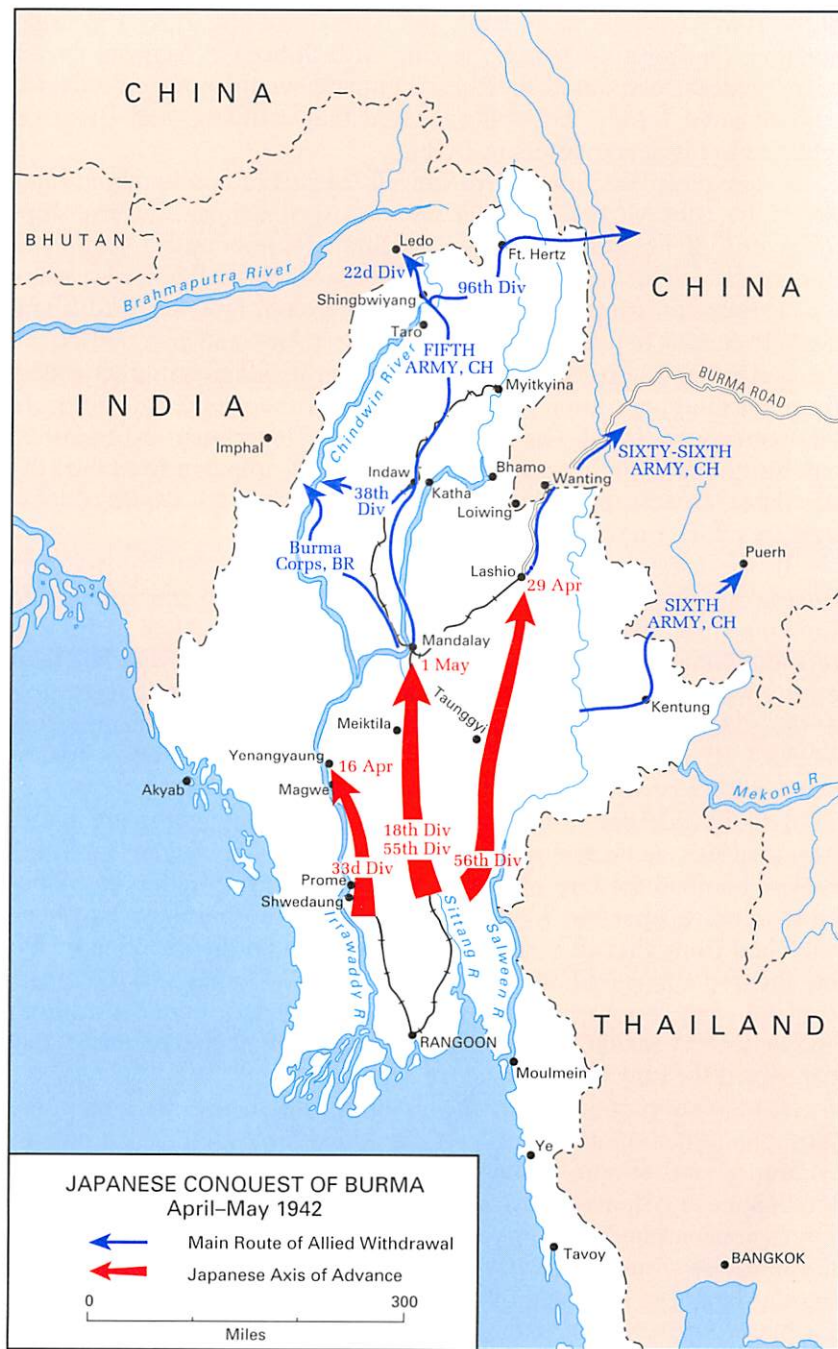 CHINA
BHUTAN
Brahmaputra River
Ledo
22d Div
Shingbwiyang
Taro
Ft. Hertz
96th Div
CHINA
FIFTH
ARMY, CH
Myitkyina
BURMA ROAD
INDIA
Chindwin River
Imphal
Indaw
Katha
Bhamo
Wanting
Loiwing
SIXTY-SIXTH
ARMY, CH
38th
Div
Burma
Corps, BR
Lashio
29 Apr
Puerh
SIXTH
ARMY, CH
Mandalay
1 May
Kentung
Taunggyi
Meiktila
Yenangyaung
16 Apr
Magwe
Akyab
Mekong R
18th Div
55th Div
33d Div
56th Div
Prome
Shwedaung
Irrawaddy R
Sittang R
Salween R
RANGOON
THAILAND
Moulmein
Ye
Tavoy
BANGKOK
JAPANESE CONQUEST OF BURMA
April–May 1942
Main Route of Allied Withdrawal
Japanese Axis of Advance
0 300
Miles